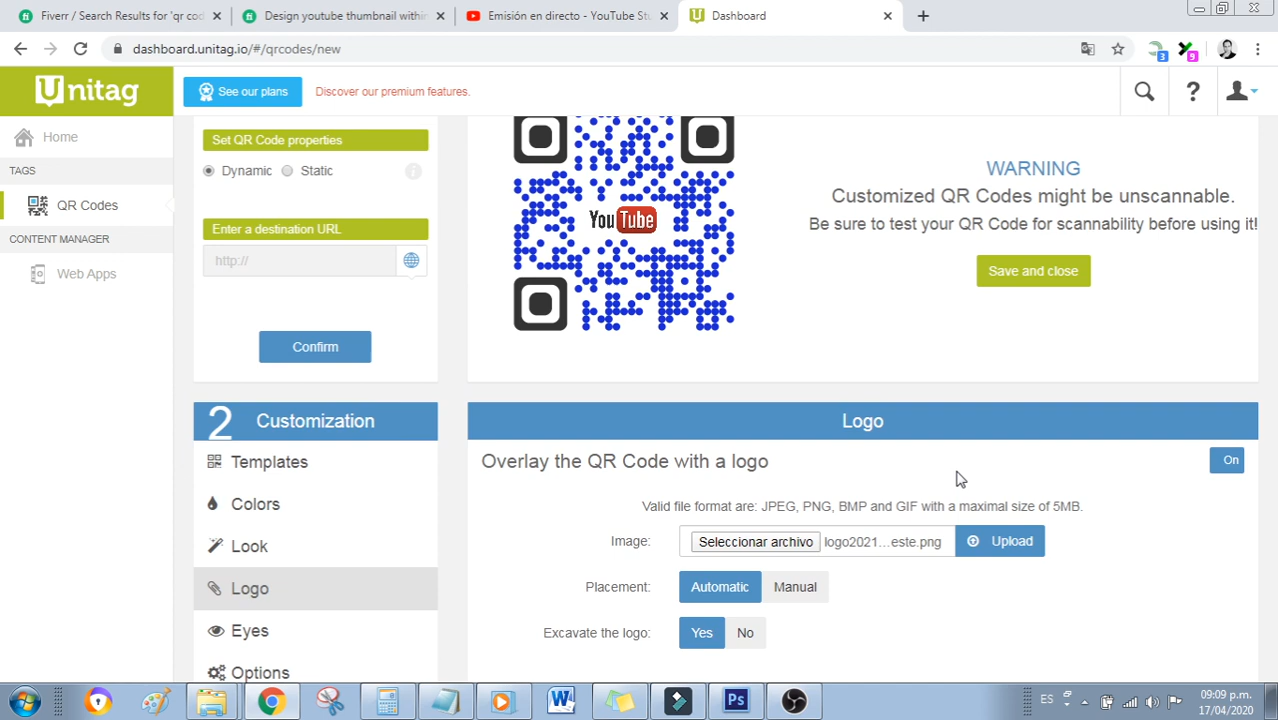 Fiverr / Search Results for 'qr cod
Design youtube thumbnail within
Emisión en directo - YouTube Stu
Dashboard
dashboard.unitag.io/#/qrcodes/new
3
9
Unitag
See our plans
Discover our premium features.
?
Home
TAGS
QR Codes
CONTENT MANAGER
Web Apps
Set QR Code properties
Dynamic
Static
Enter a destination URL
http://
Confirm
YouTube
WARNING
Customized QR Codes might be unscannable.
Be sure to test your QR Code for scannability before using it!
Save and close
2 Customization
Templates
Colors
Look
Logo
Eyes
Options
Logo
Overlay the QR Code with a logo
On
Valid file format are: JPEG, PNG, BMP and GIF with a maximal size of 5MB.
Image:
Seleccionar archivo
logo2021...este.png
Upload
Placement:
Automatic
Manual
Excavate the logo:
Yes
No
W
Ps
ES
09:09 p.m.
17/04/2020